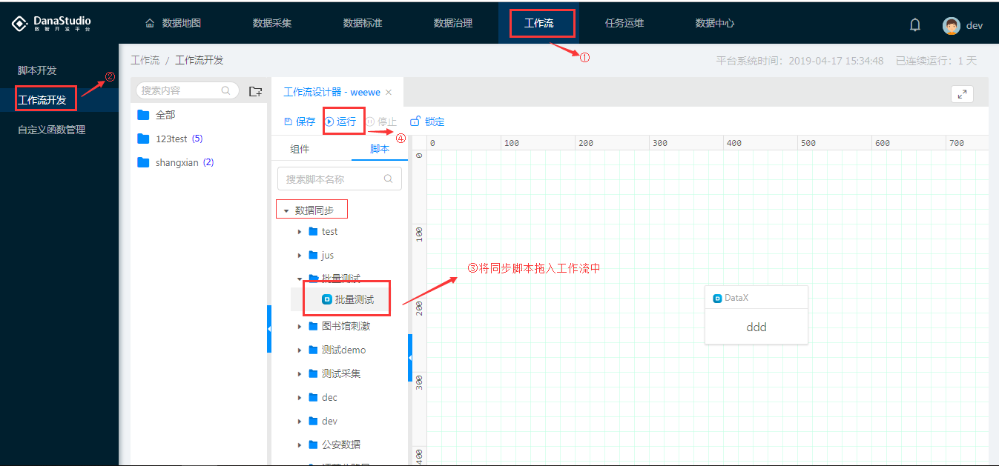 DanaStudio
数智开发平台
数据地图
数据采集
数据标准
数据治理
工作流
任务运维
数据中心
dev
①
脚本开发
②
工作流开发
自定义函数管理
工作流 / 工作流开发
平台系统时间：2019-04-17 15:34:48 已连续运行：1 天
搜索内容
全部
123test (5)
shangxian (2)
工作流设计器 - weewe ×
保存
运行
停止
锁定
④
组件
脚本
搜索脚本名称
数据同步
test
jus
批量测试
批量测试
图书馆刺激
测试demo
测试采集
dec
dev
公安数据
0 100 200 300 400 500 600 700
0
100
200
300
400
③将同步脚本拖入工作流中
DataX
ddd